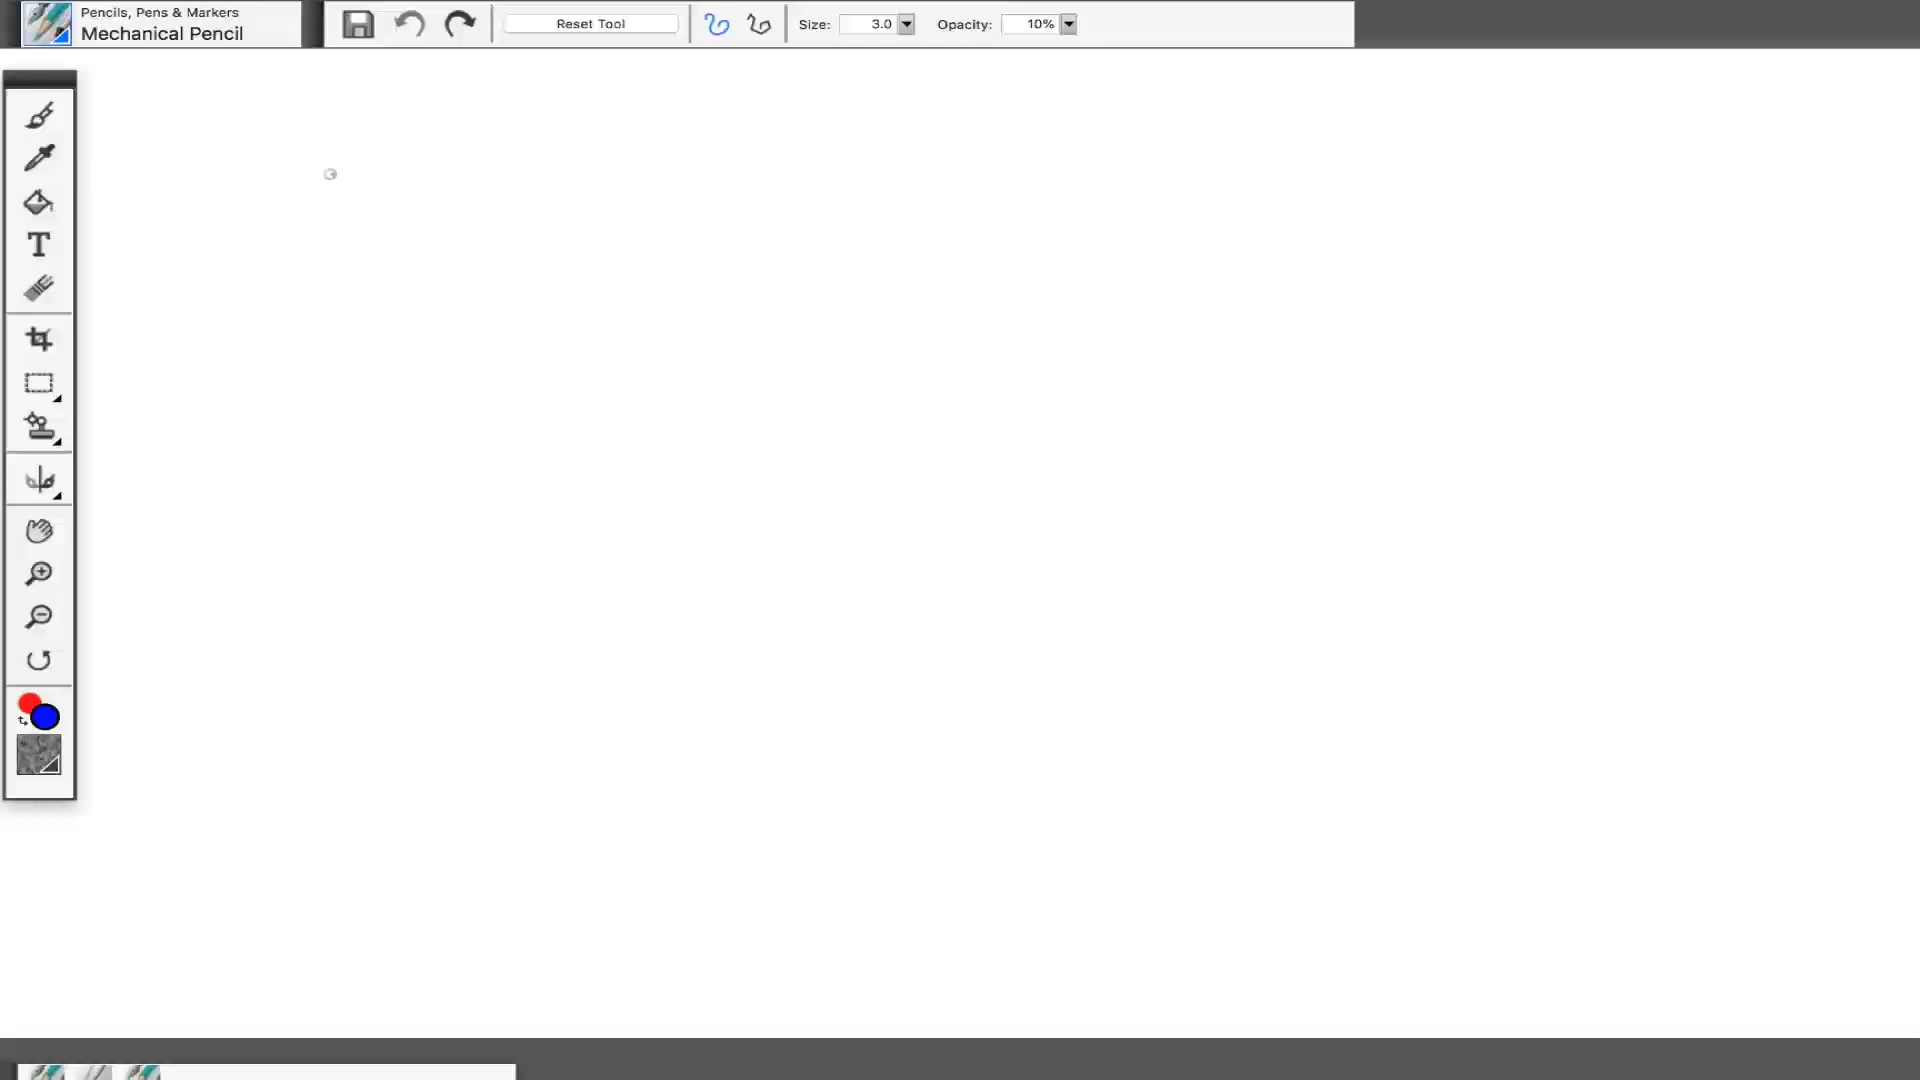 Pencils, Pens & Markers
Mechanical Pencil
Reset Tool
Size: 3.0
Opacity: 10%